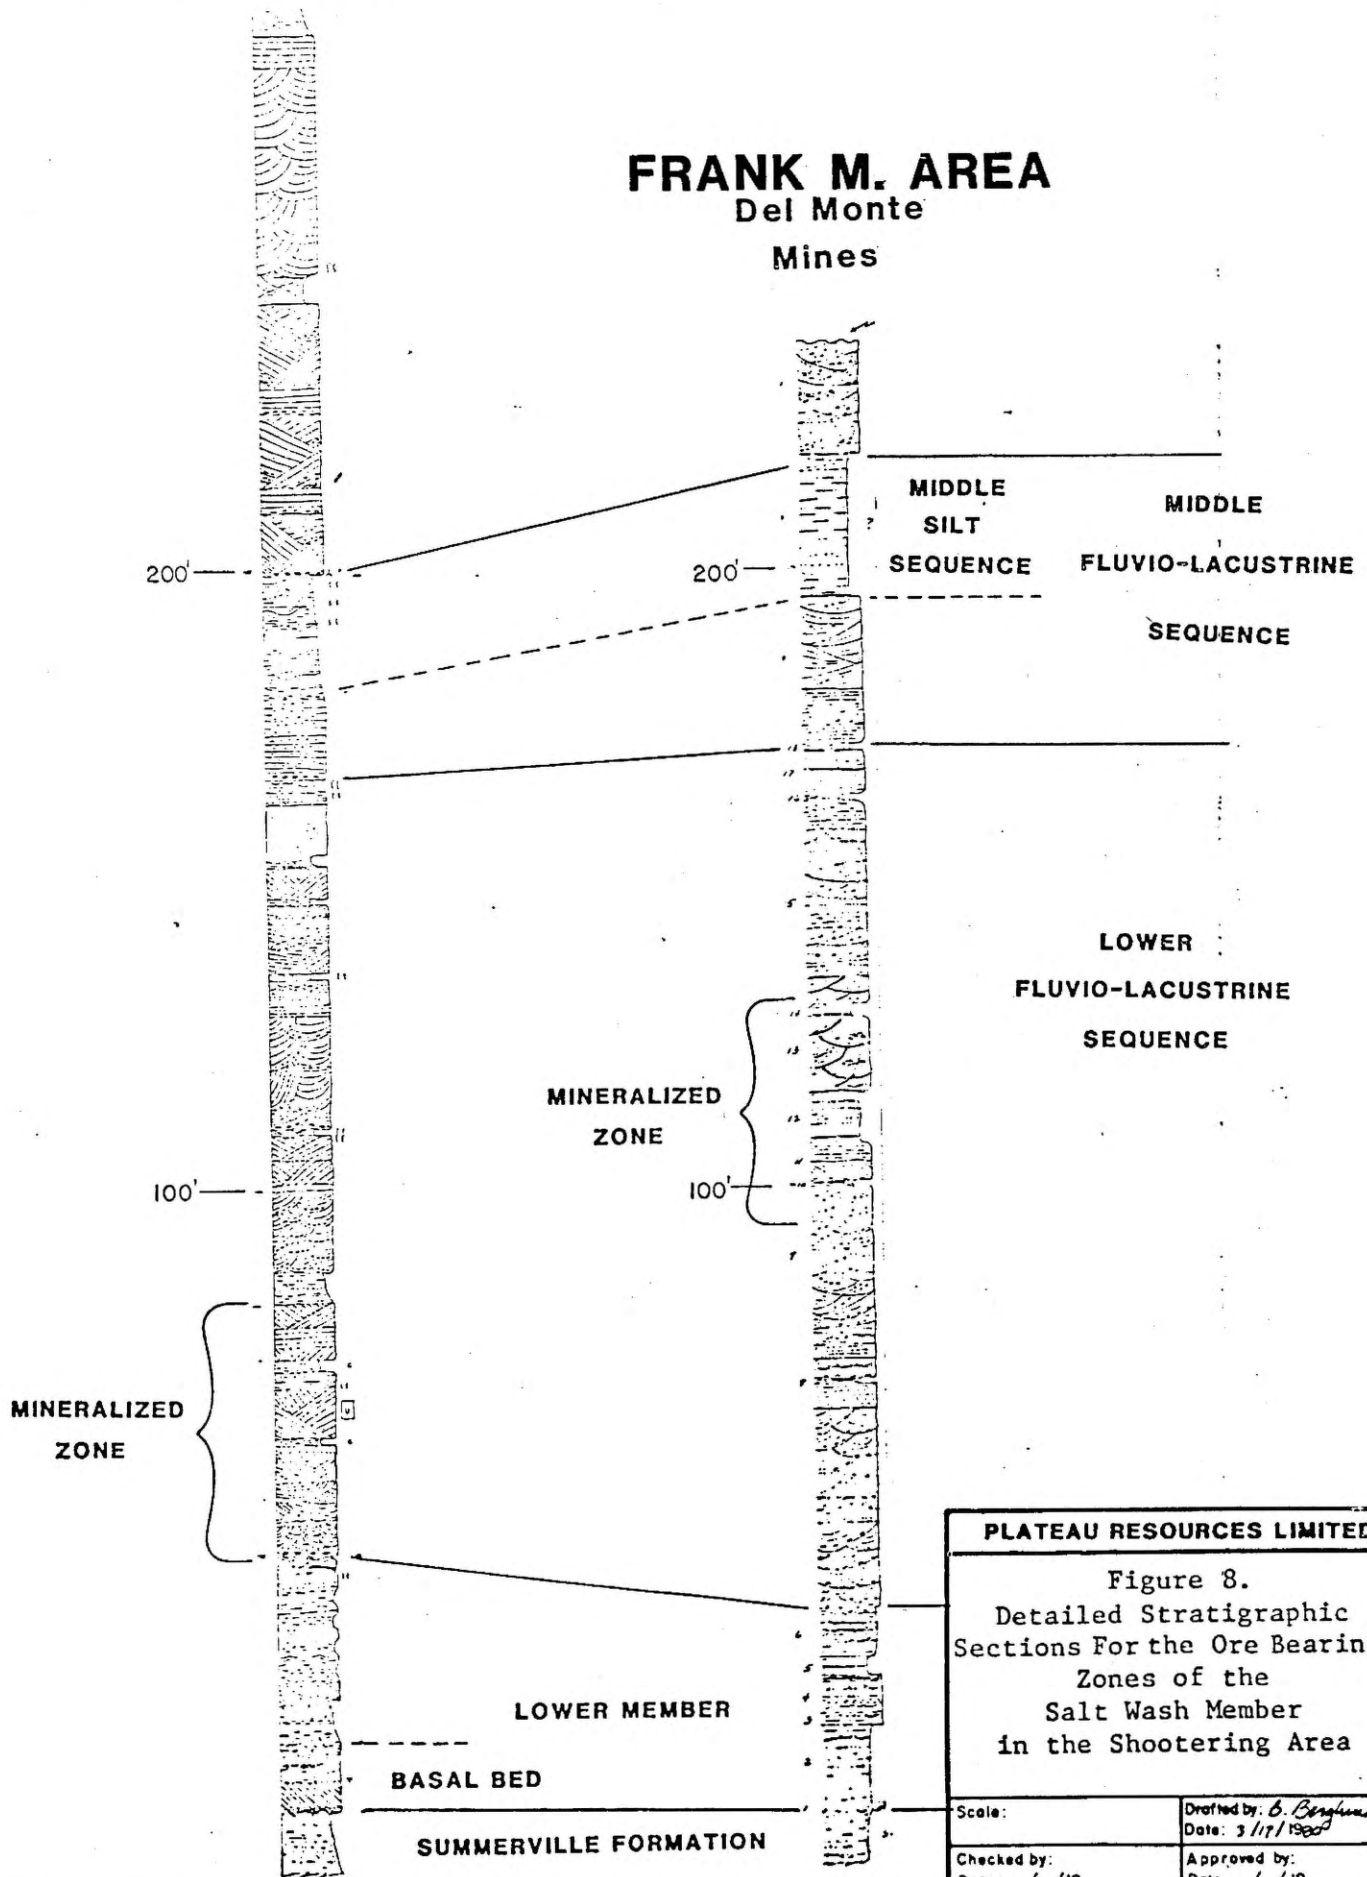 FRANK M. AREA
Del Monte
Mines
MIDDLE
SILT
SEQUENCE
MIDDLE
FLUVIO-LACUSTRINE
SEQUENCE
200'
200'
LOWER
FLUVIO-LACUSTRINE
SEQUENCE
MINERALIZED
ZONE
100'
100'
MINERALIZED
ZONE
LOWER MEMBER
BASAL BED
SUMMERVILLE FORMATION
PLATEAU RESOURCES LIMITED
Figure 8.
Detailed Stratigraphic
Sections For the Ore Bearin
Zones of the
Salt Wash Member
in the Shootering Area
Scale:
Drafted by: B.
Date: 3/17/1980
Checked by:
Approved by: